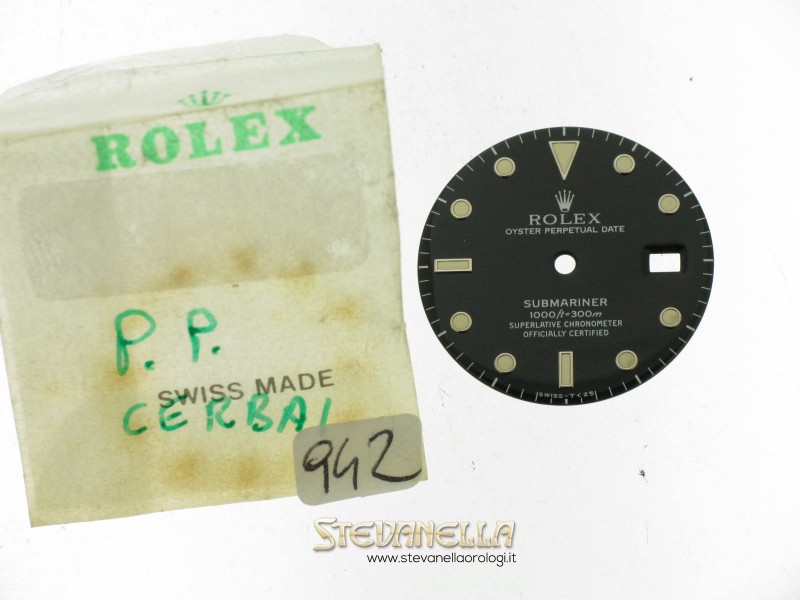 ROLEX
P. P.
SWISS MADE
CERBAI
942
ROLEX
OYSTER PERPETUAL DATE
SUBMARINER
1000ft=300m
SUPERLATIVE CHRONOMETER
OFFICIALLY CERTIFIED
SWISS-T<25
STEVANELLA
www.stevanellaorologi.it